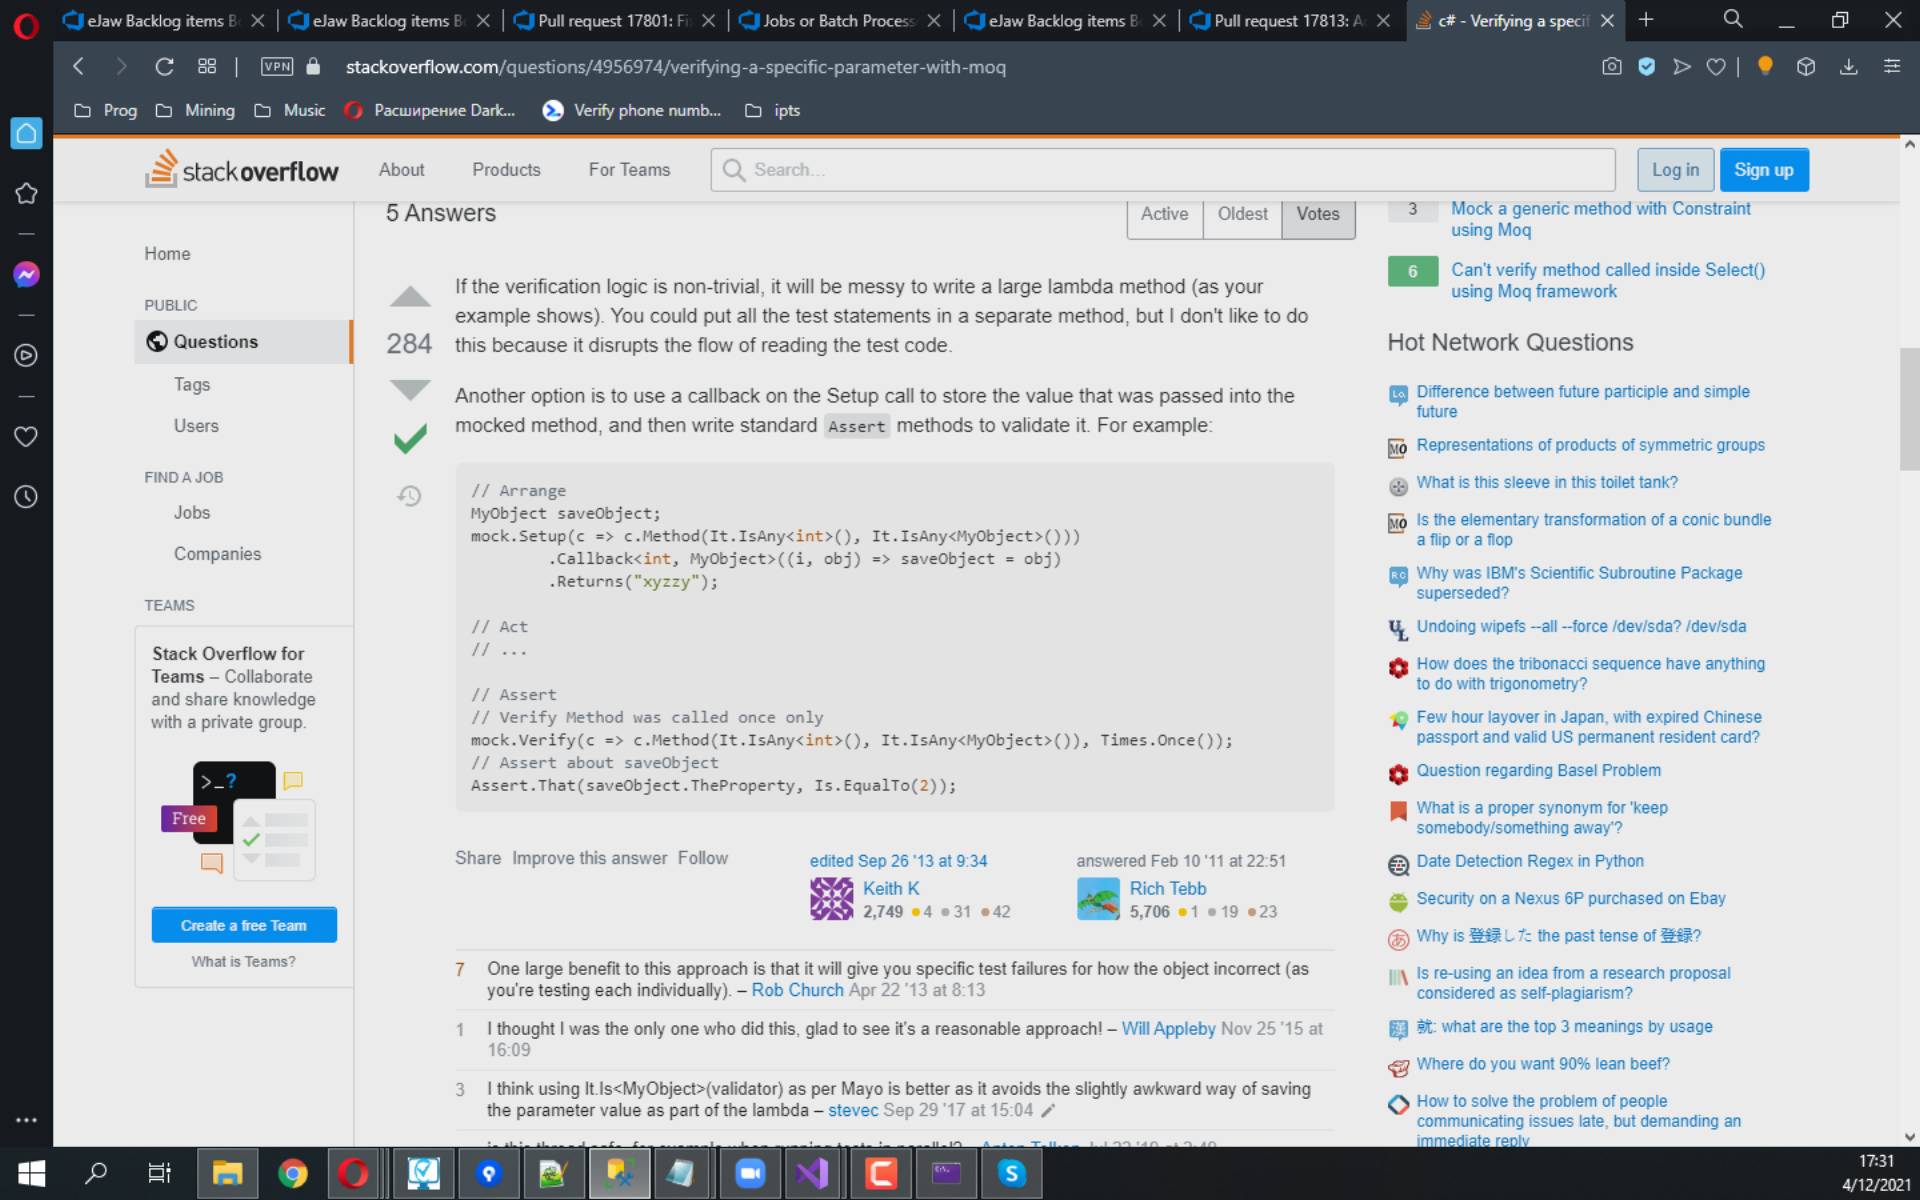 eJaw Backlog items Bo
eJaw Backlog items Bo
Pull request 17801: Fi
Jobs or Batch Process
eJaw Backlog items Bo
Pull request 17813: A
c# - Verifying a specif
VPN
stackoverflow.com/questions/4956974/verifying-a-specific-parameter-with-moq
Prog
Mining
Music
Расширение Dark...
Verify phone numb...
ipts
stackoverflow
About
Products
For Teams
Search...
Log in
Sign up
Home
PUBLIC
Questions
Tags
Users
FIND A JOB
Jobs
Companies
TEAMS
Stack Overflow for
Teams – Collaborate
and share knowledge
with a private group.
>_?
Free
Create a free Team
What is Teams?
5 Answers
Active
Oldest
Votes
284
If the verification logic is non-trivial, it will be messy to write a large lambda method (as your
example shows). You could put all the test statements in a separate method, but I don't like to do
this because it disrupts the flow of reading the test code.
Another option is to use a callback on the Setup call to store the value that was passed into the
mocked method, and then write standard Assert methods to validate it. For example:
// Arrange
MyObject saveObject;
mock.Setup(c => c.Method(It.IsAny<int>(), It.IsAny<MyObject>()))
.Callback<int, MyObject>((i, obj) => saveObject = obj)
.Returns("xyzzy");
// Act
// ...
// Assert
// Verify Method was called once only
mock.Verify(c => c.Method(It.IsAny<int>(), It.IsAny<MyObject>()), Times.Once());
// Assert about saveObject
Assert.That(saveObject.TheProperty, Is.EqualTo(2));
Share Improve this answer Follow
edited Sep 26 '13 at 9:34
Keith K
2,749 4 31 42
answered Feb 10 '11 at 22:51
Rich Tebb
5,706 1 19 23
7
One large benefit to this approach is that it will give you specific test failures for how the object incorrect (as
you're testing each individually). – Rob Church Apr 22 '13 at 8:13
1
I thought I was the only one who did this, glad to see it's a reasonable approach! – Will Appleby Nov 25 '15 at
16:09
3
I think using It.Is<MyObject>(validator) as per Mayo is better as it avoids the slightly awkward way of saving
the parameter value as part of the lambda – stevec Sep 29 '17 at 15:04
3
Mock a generic method with Constraint
using Moq
6
Can't verify method called inside Select()
using Moq framework
Hot Network Questions
Difference between future participle and simple
future
Representations of products of symmetric groups
What is this sleeve in this toilet tank?
Is the elementary transformation of a conic bundle
a flip or a flop
Why was IBM's Scientific Subroutine Package
superseded?
Undoing wipefs --all --force /dev/sda? /dev/sda
How does the tribonacci sequence have anything
to do with trigonometry?
Few hour layover in Japan, with expired Chinese
passport and valid US permanent resident card?
Question regarding Basel Problem
What is a proper synonym for 'keep
somebody/something away'?
Date Detection Regex in Python
Security on a Nexus 6P purchased on Ebay
Why is 登録した the past tense of 登録?
Is re-using an idea from a research proposal
considered as self-plagiarism?
就: what are the top 3 meanings by usage
Where do you want 90% lean beef?
How to solve the problem of people
communicating issues late, but demanding an
immediate reply
17:31
4/12/2021